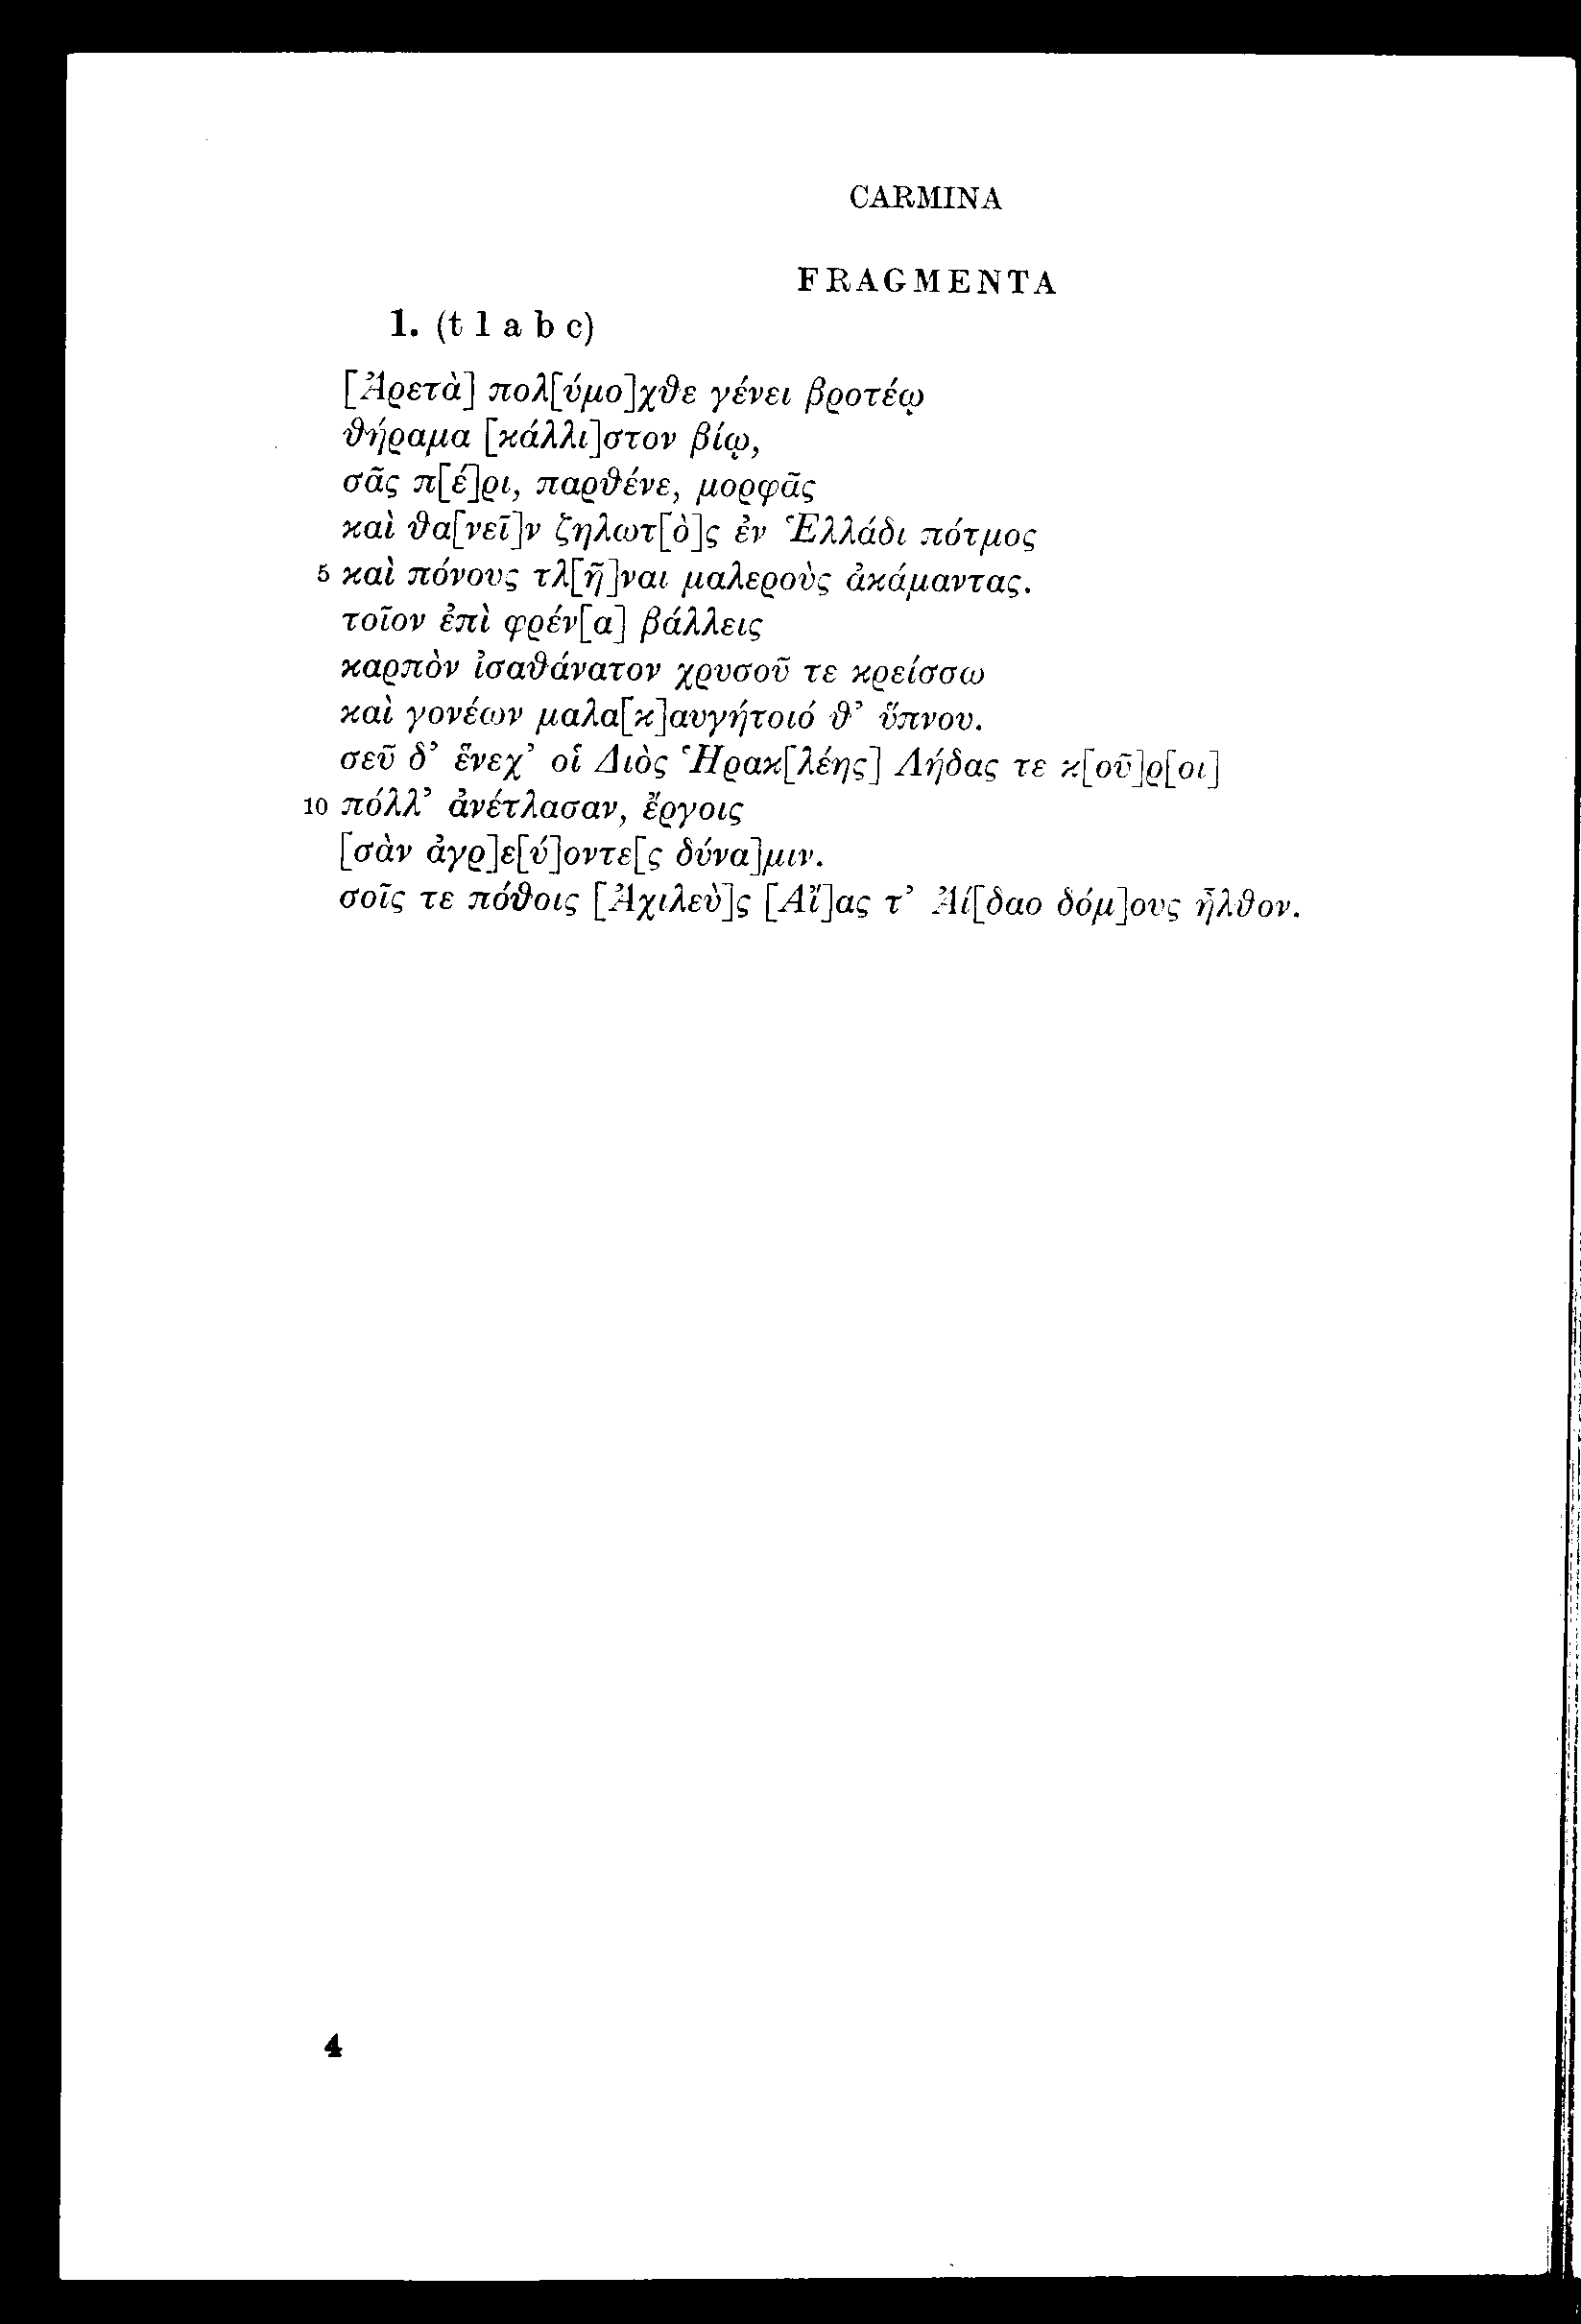 CARMINA
FRAGMENTA
1. (t l a b c)
[Ἀρετὰ] πολ[ύμο]χθε γένει βροτέῳ
θήραμα [κάλλι]στον βίῳ,
σᾶς π[έ]ρι, παρθένε, μορφᾶς
καὶ θα[νεῖ]ν ζηλωτ[ὸ]ς ἐν Ἑλλάδι πότμος
5 καὶ πόνους τλ[ῆ]ναι μαλεροὺς ἀκάμαντας.
τοῖον ἐπὶ φρέν[α] βάλλεις
καρπὸν ἰσαθάνατον χρυσοῦ τε κρείσσω
καὶ γονέων μαλα[κ]αυγήτοιό θ’ ὕπνου.
σεῦ δ’ ἕνεχ’ οἱ Διὸς Ἡρακ[λέης] Λήδας τε κ[οῦ]ρ[οι]
10 πόλλ’ ἀνέτλασαν, ἔργοις
[σὰν ἀγρ]ε[ύ]οντε[ς δύνα]μιν.
σοῖς τε πόθοις [Ἀχιλεὺ]ς [Αἴ]ας τ’ Ἀί[δαο δόμ]ους ἦλθον.
4